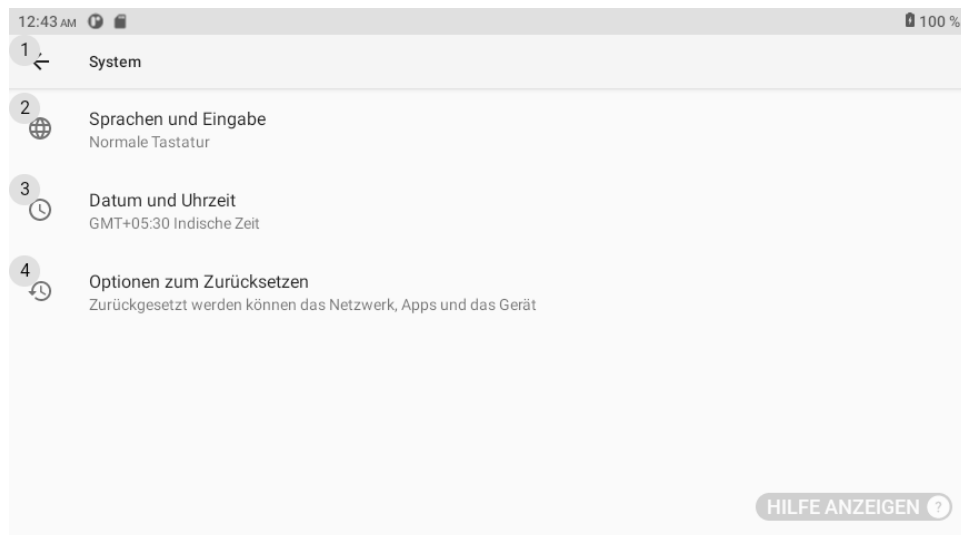 12:43 AM 100 %
1
System
2
Sprachen und Eingabe
Normale Tastatur
3
Datum und Uhrzeit
GMT+05:30 Indische Zeit
4
Optionen zum Zurücksetzen
Zurückgesetzt werden können das Netzwerk, Apps und das Gerät
HILFE ANZEIGEN ?